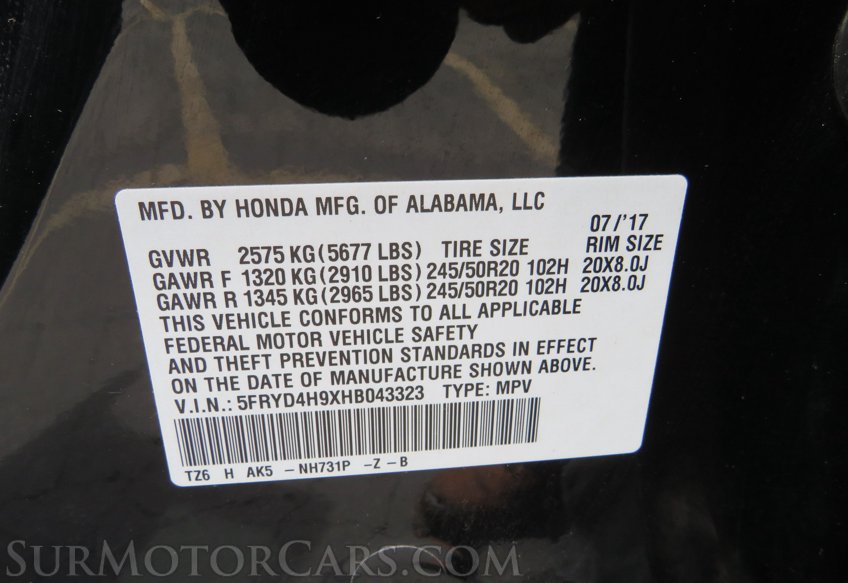 MFD. BY HONDA MFG. OF ALABAMA, LLC
07/'17
GVWR 2575 KG (5677 LBS) TIRE SIZE RIM SIZE
GAWR F 1320 KG (2910 LBS) 245/50R20 102H 20X8.0J
GAWR R 1345 KG (2965 LBS) 245/50R20 102H 20X8.0J
THIS VEHICLE CONFORMS TO ALL APPLICABLE
FEDERAL MOTOR VEHICLE SAFETY
AND THEFT PREVENTION STANDARDS IN EFFECT
ON THE DATE OF MANUFACTURE SHOWN ABOVE.
V.I.N.: 5FRYD4H9XHB043323 TYPE: MPV
TZ6 H AK5 -NH731P -Z -B
SURMOTORCARS.COM